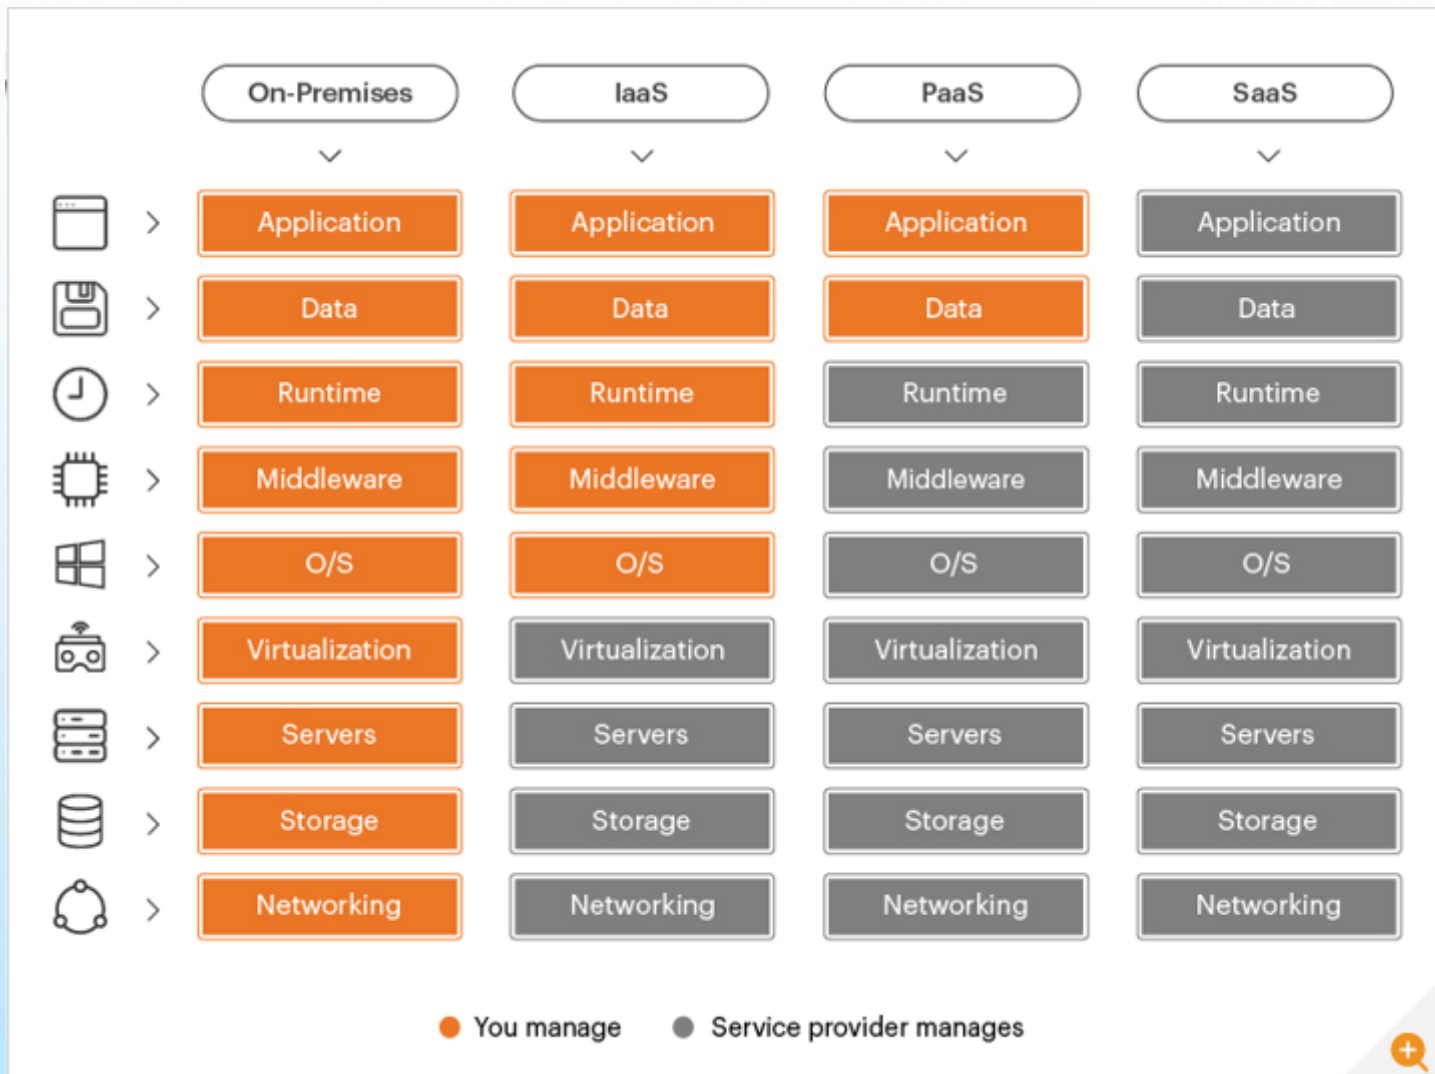 On-Premises IaaS PaaS SaaS
Application Application Application Application
Data Data Data Data
Runtime Runtime Runtime Runtime
Middleware Middleware Middleware Middleware
O/S O/S O/S O/S
Virtualization Virtualization Virtualization Virtualization
Servers Servers Servers Servers
Storage Storage Storage Storage
Networking Networking Networking Networking
You manage Service provider manages